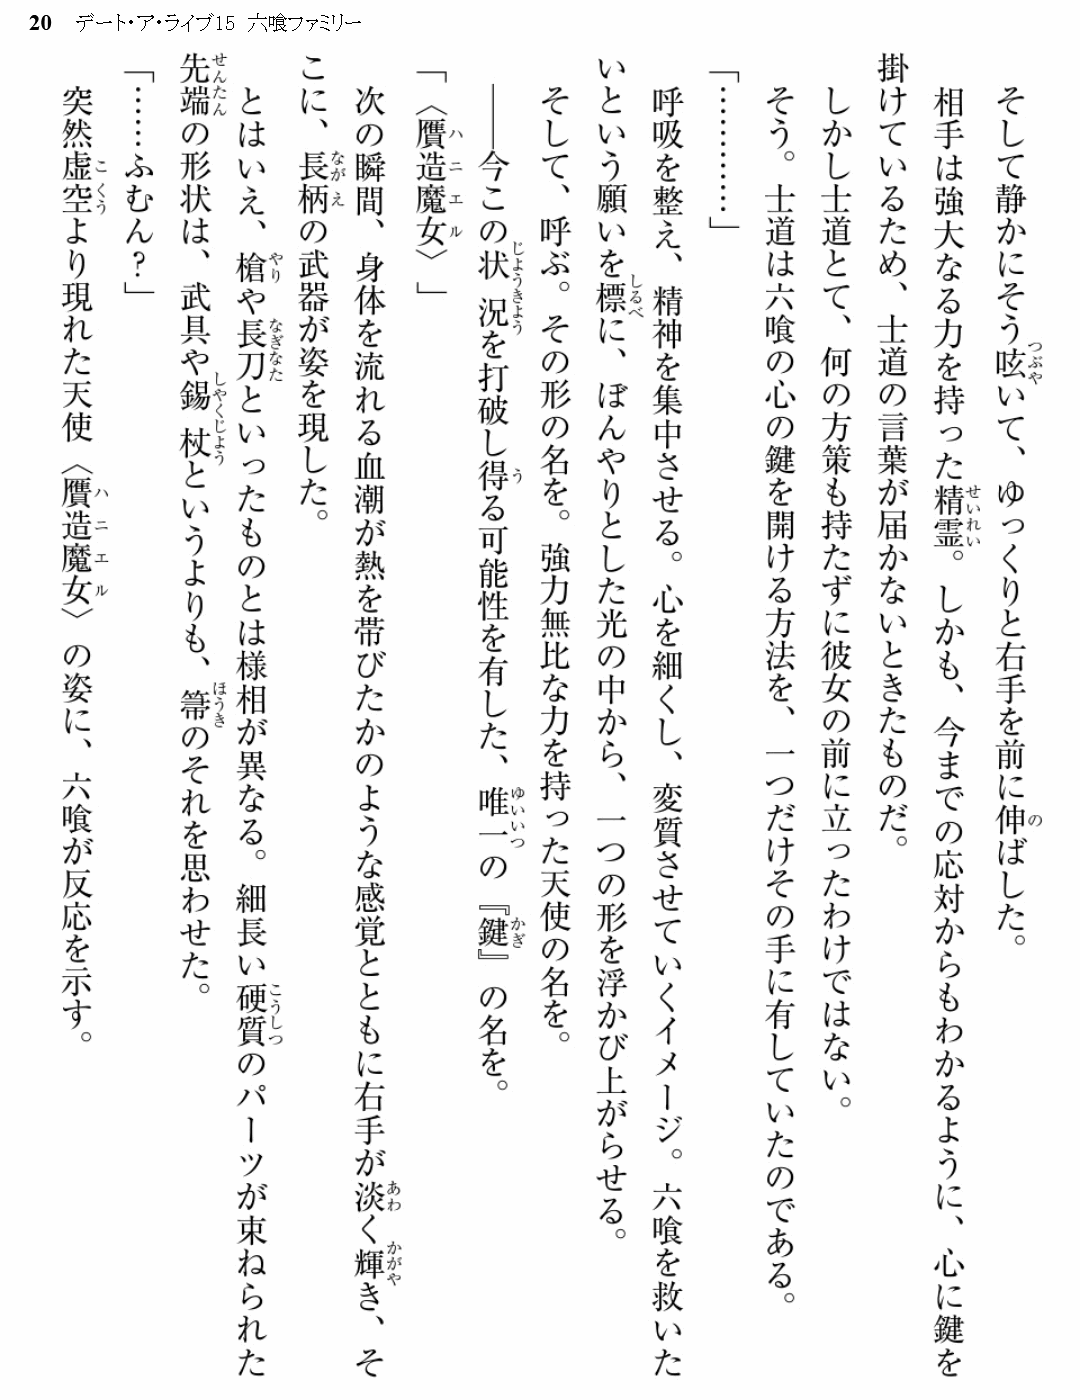 20 デート・ア・ライブ15 六喰ファミリー
そして静かにそう呟いて、ゆっくりと右手を前に伸ばした。
相手は強大なる力を持った精霊。しかも、今までの応対からもわかるように、心に鍵を
掛けているため、士道の言葉が届かないときたものだ。
しかし士道とて、何の方策も持たずに彼女の前に立ったわけではない。
そう。士道は六喰の心の鍵を開ける方法を、一つだけその手に有していたのである。
「…………」
呼吸を整え、精神を集中させる。心を細くし、変質させていくイメージ。六喰を救いた
いという願いを標に、ぼんやりとした光の中から、一つの形を浮かび上がらせる。
そして、呼ぶ。その形の名を。強力無比な力を持った天使の名を。
――今この状況を打破し得る可能性を有した、唯一の『鍵』の名を。
「〈贋造魔女〉」
次の瞬間、身体を流れる血潮が熱を帯びたかのような感覚とともに右手が淡く輝き、そ
こに、長柄の武器が姿を現した。
とはいえ、槍や長刀といったものとは様相が異なる。細長い硬質のパーツが束ねられた
先端の形状は、武具や錫杖というよりも、箒のそれを思わせた。
「……ふむん？」
突然虚空より現れた天使〈贋造魔女〉の姿に、六喰が反応を示す。